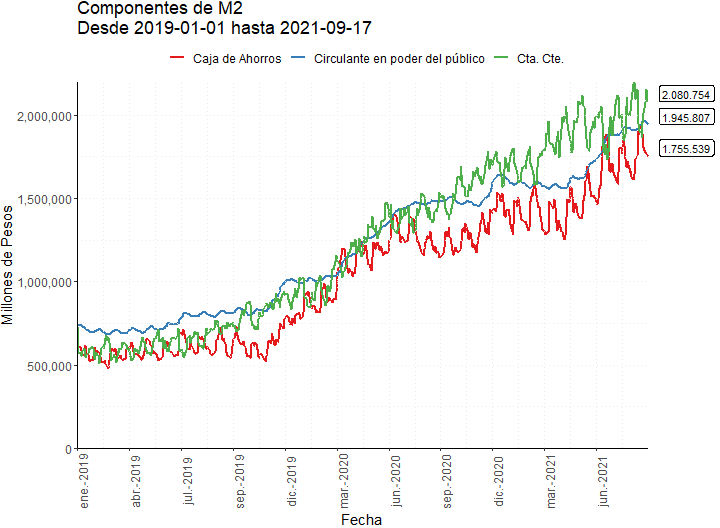 Componentes de M2
Desde 2019-01-01 hasta 2021-09-17
Caja de Ahorros Circulante en poder del público Cta. Cte.
Millones de Pesos
2,000,000
1,500,000
1,000,000
500,000
0
2.080.754
1.945.807
1.755.539
ene.-2019 abr.-2019 jul.-2019 sep.-2019 dic.-2019 mar.-2020 jun.-2020 sep.-2020 dic.-2020 mar.-2021 jun.-2021
Fecha